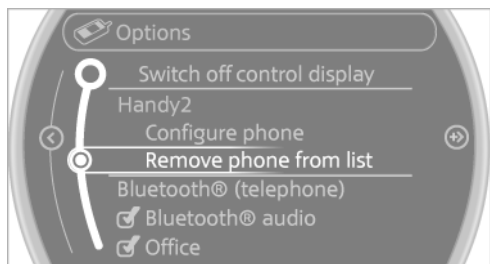 Options
Switch off control display
Handy2
Configure phone
Remove phone from list
Bluetooth® (telephone)
Bluetooth® audio
Office